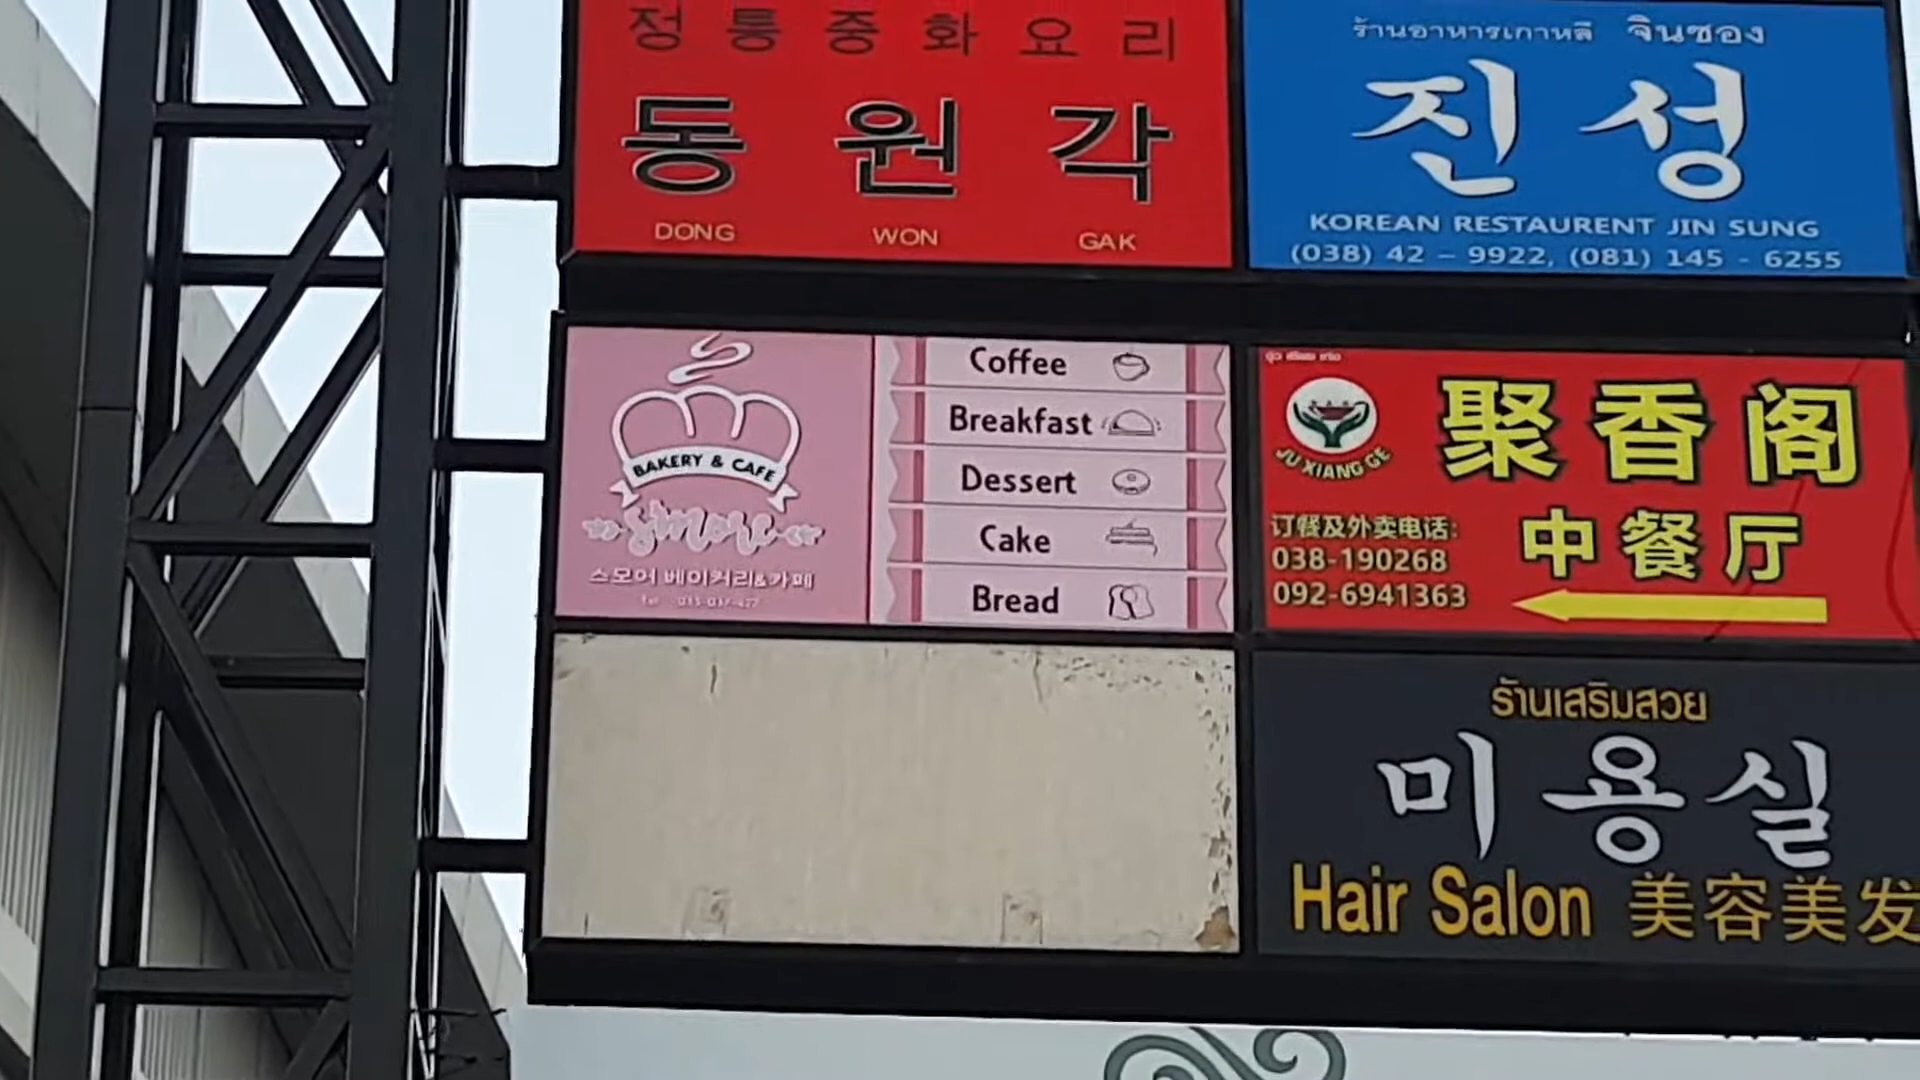 정통중화요리
동원각
DONG WON GAK
ร้านอาหารเกาหลี จินซอง
진성
KOREAN RESTAURENT JIN SUNG
(038) 42 – 9922, (081) 145 - 6255
BAKERY & CAFE
smore
스모어 베이커리&카페
Coffee
Breakfast
Dessert
Cake
Bread
JU XIANG GE
聚香阁
中餐厅
订餐及外卖电话:
038-190268
092-6941363
ร้านเสริมสวย
미용실
Hair Salon 美容美发